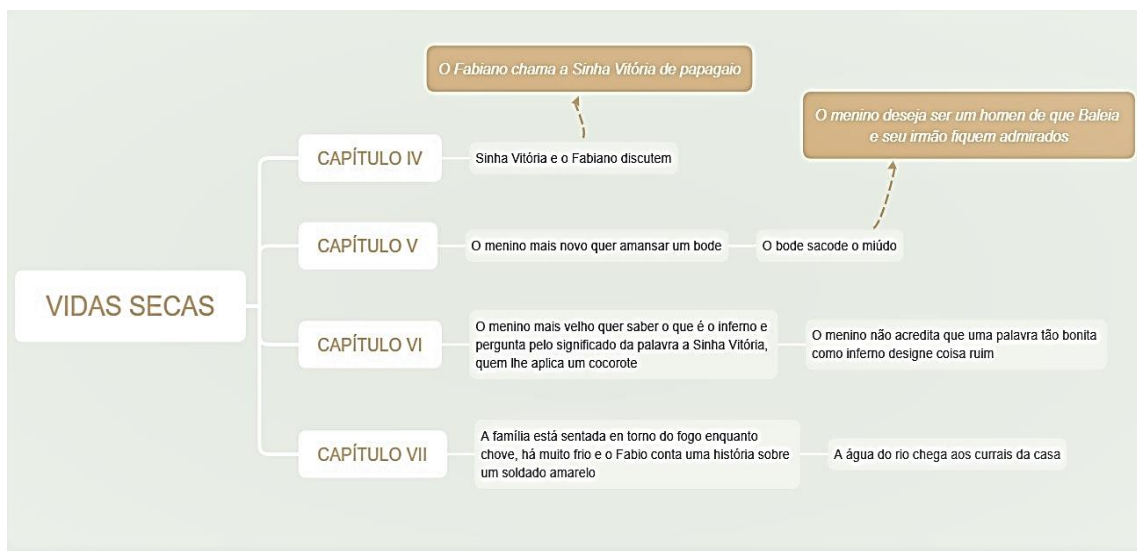 VIDAS SECAS
O Fabiano chama a Sinha Vitória de papagaio
CAPÍTULO IV
Sinha Vitória e o Fabiano discutem
O menino deseja ser um homen de que Baleia
e seu irmão fiquem admirados
CAPÍTULO V
O menino mais novo quer amansar um bode
O bode sacode o miúdo
CAPÍTULO VI
O menino mais velho quer saber o que é o inferno e
pergunta pelo significado da palavra a Sinha Vitória,
quem lhe aplica um cocorote
O menino não acredita que uma palavra tão bonita
como inferno designe coisa ruim
CAPÍTULO VII
A família está sentada en torno do fogo enquanto
chove, há muito frio e o Fabio conta uma história sobre
um soldado amarelo
A água do rio chega aos currais da casa